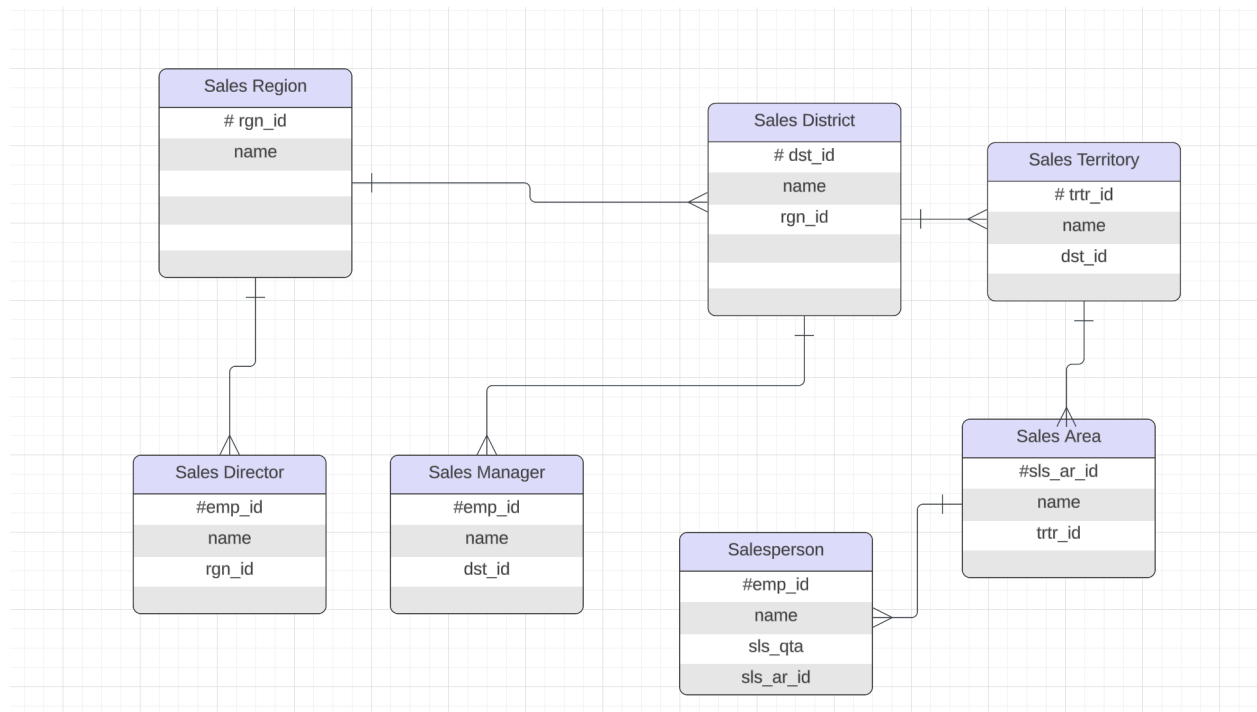 Sales Region
# rgn_id
name
Sales District
# dst_id
name
rgn_id
Sales Territory
# trtr_id
name
dst_id
Sales Director
#emp_id
name
rgn_id
Sales Manager
#emp_id
name
dst_id
Salesperson
#emp_id
name
sls_qta
sls_ar_id
Sales Area
#sls_ar_id
name
trtr_id